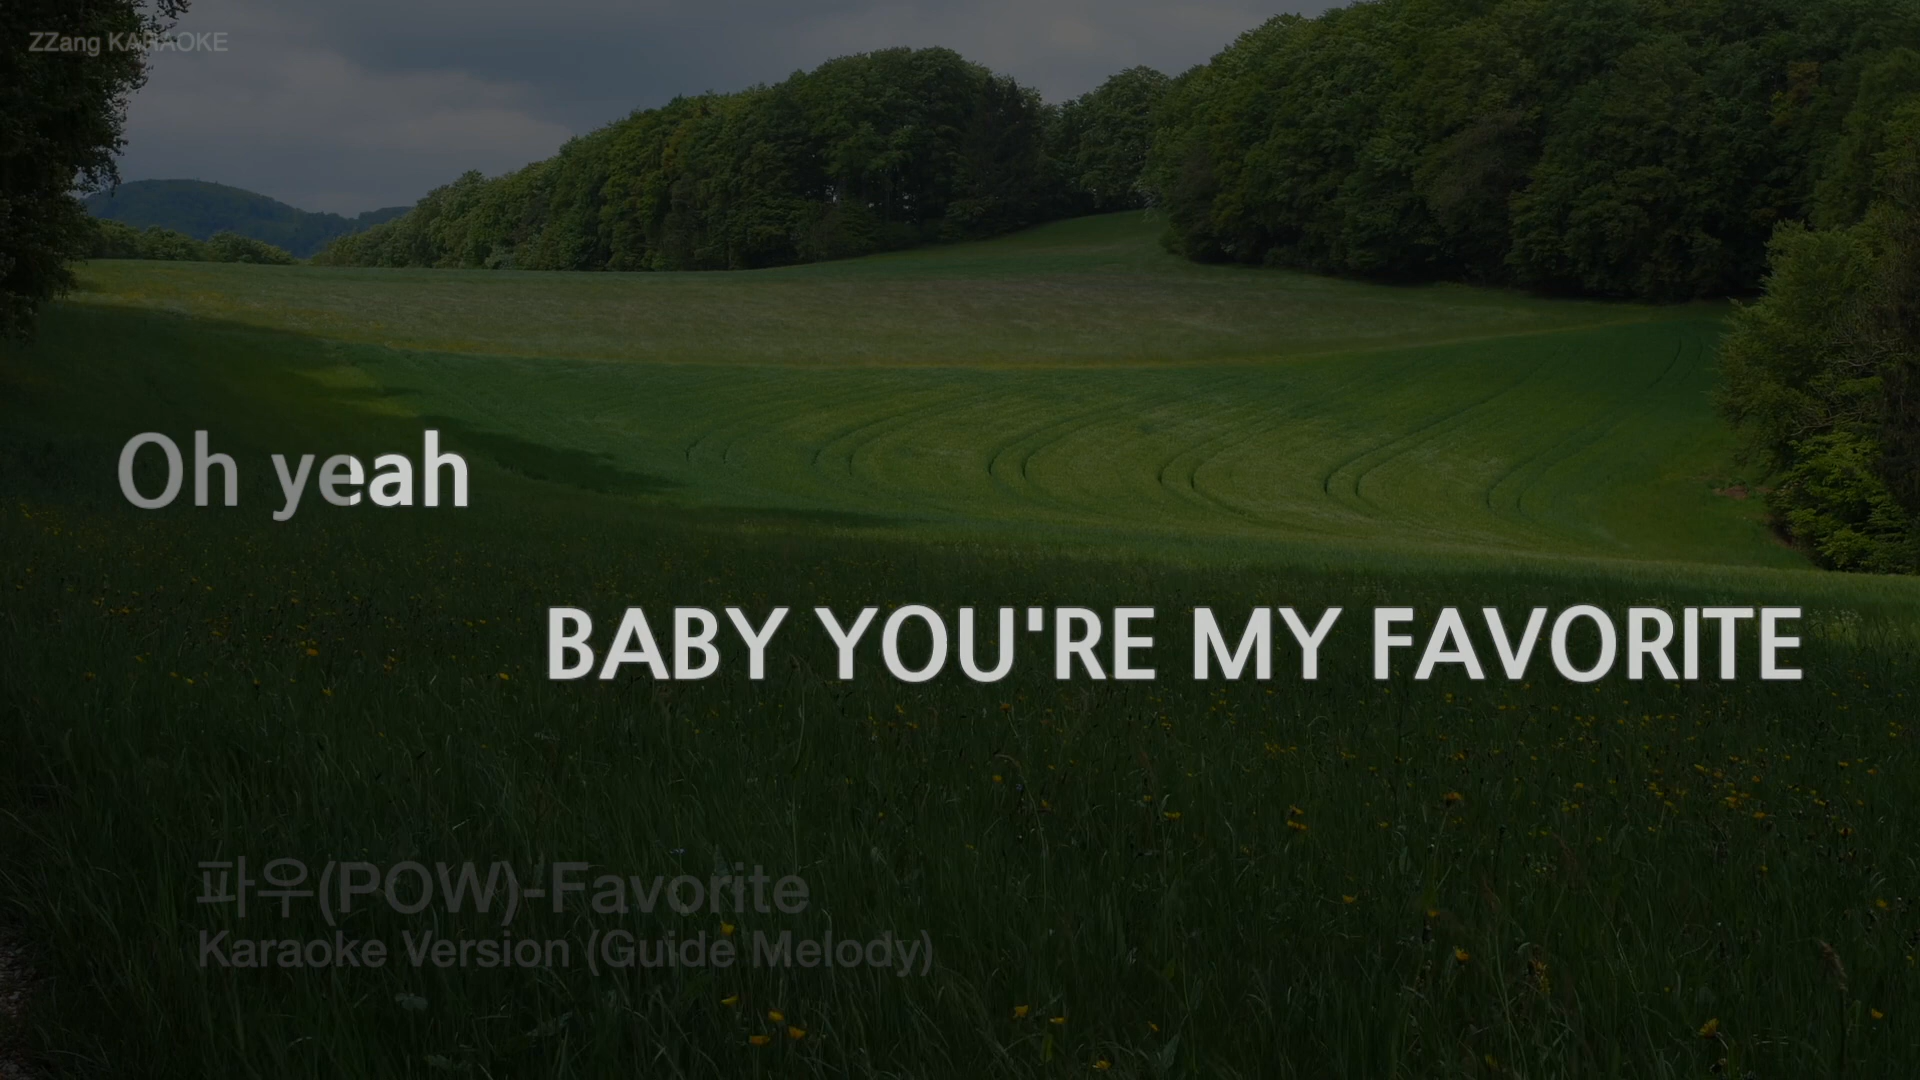 ZZang KARAOKE
Oh yeah
BABY YOU'RE MY FAVORITE
파우(POW)-Favorite
Karaoke Version (Guide Melody)